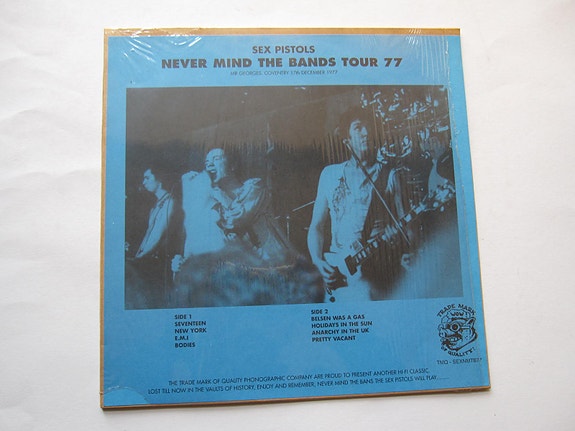 SEX PISTOLS
NEVER MIND THE BANDS TOUR 77
MR GEORGES, COVENTRY 17th DECEMBER 1977
SIDE 1
SEVENTEEN
NEW YORK
E.M.I
BODIES
SIDE 2
BELSEN WAS A GAS
HOLIDAYS IN THE SUN
ANARCHY IN THE UK
PRETTY VACANT
TRADE MARK
WOW!
OF QUALITY!
THE TRADE MARK OF QUALITY PHONOGRAPHIC COMPANY ARE PROUD TO PRESENT ANOTHER HI-FI CLASSIC
LOST TILL NOW IN THE VAULTS OF HISTORY, ENJOY AND REMEMBER, NEVER MIND THE BANS THE SEX PISTOLS WILL PLAY